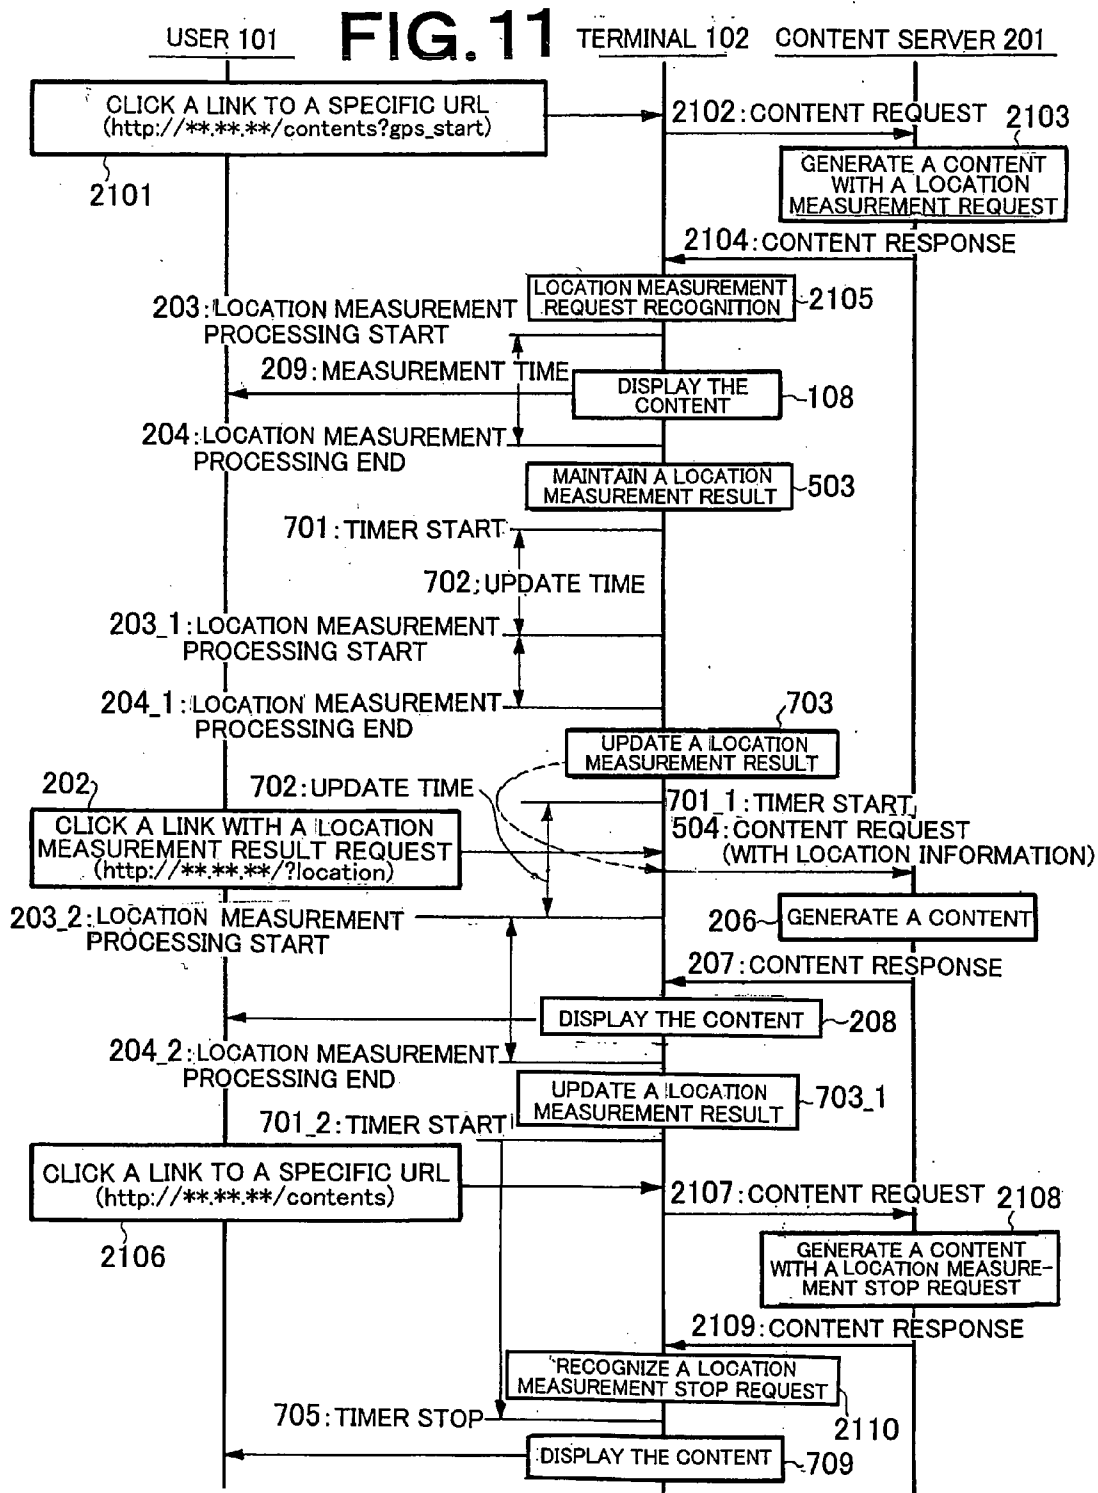 FIG. 11
USER 101
TERMINAL 102
CONTENT SERVER 201
CLICK A LINK TO A SPECIFIC URL
(http://**.**.**/contents?gps_start)
2101
2102:CONTENT REQUEST
2103
GENERATE A CONTENT
WITH A LOCATION
MEASUREMENT REQUEST
2104:CONTENT RESPONSE
LOCATION MEASUREMENT
REQUEST RECOGNITION
2105
203:LOCATION MEASUREMENT
PROCESSING START
209:MEASUREMENT TIME
DISPLAY THE
CONTENT
108
204:LOCATION MEASUREMENT
PROCESSING END
MAINTAIN A LOCATION
MEASUREMENT RESULT
503
701:TIMER START
702:UPDATE TIME
203_1:LOCATION MEASUREMENT
PROCESSING START
204_1:LOCATION MEASUREMENT
PROCESSING END
703
UPDATE A LOCATION
MEASUREMENT RESULT
702:UPDATE TIME
701_1:TIMER START
202
CLICK A LINK WITH A LOCATION
MEASUREMENT RESULT REQUEST
(http://**.**.**/?location)
504:CONTENT REQUEST
(WITH LOCATION INFORMATION)
203_2:LOCATION MEASUREMENT
PROCESSING START
206
GENERATE A CONTENT
207:CONTENT RESPONSE
DISPLAY THE CONTENT
208
204_2:LOCATION MEASUREMENT
PROCESSING END
UPDATE A LOCATION
MEASUREMENT RESULT
703_1
701_2:TIMER START
CLICK A LINK TO A SPECIFIC URL
(http://**.**.**/contents)
2106
2107:CONTENT REQUEST
2108
GENERATE A CONTENT
WITH A LOCATION MEASURE-
MENT STOP REQUEST
2109:CONTENT RESPONSE
RECOGNIZE A LOCATION
MEASUREMENT STOP REQUEST
2110
705:TIMER STOP
DISPLAY THE CONTENT
709